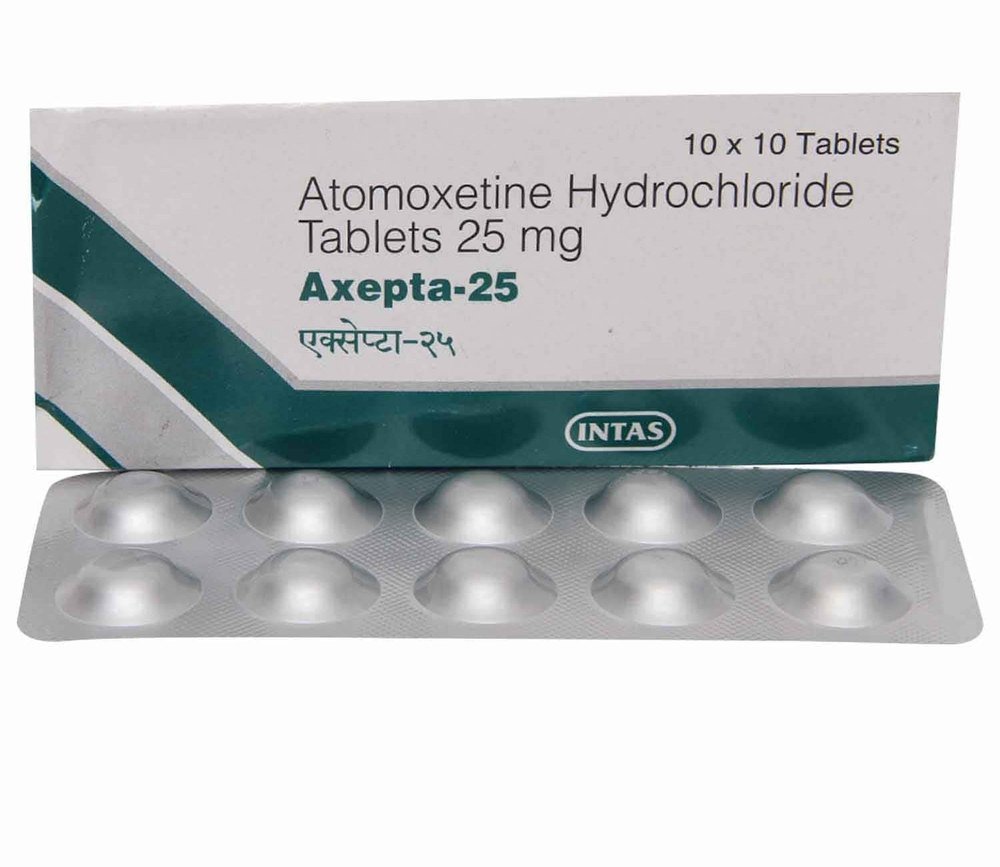 10 x 10 Tablets
Atomoxetine Hydrochloride
Tablets 25 mg
Axepta-25
एक्सेप्टा-२५
INTAS